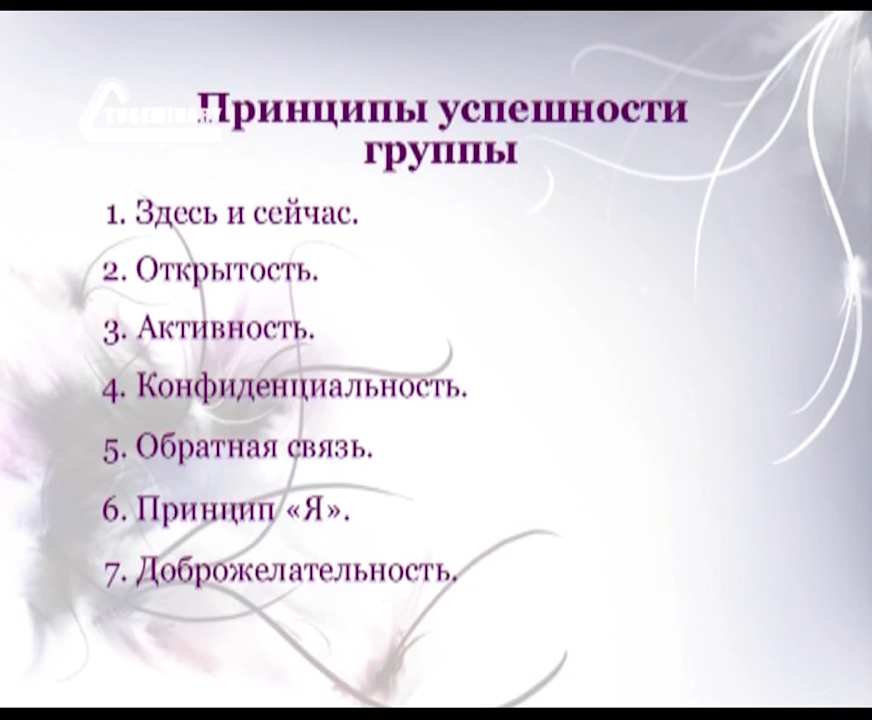 Принципы успешности
группы
1. Здесь и сейчас.
2. Открытость.
3. Активность.
4. Конфиденциальность.
5. Обратная связь.
6. Принцип «Я».
7. Доброжелательность.